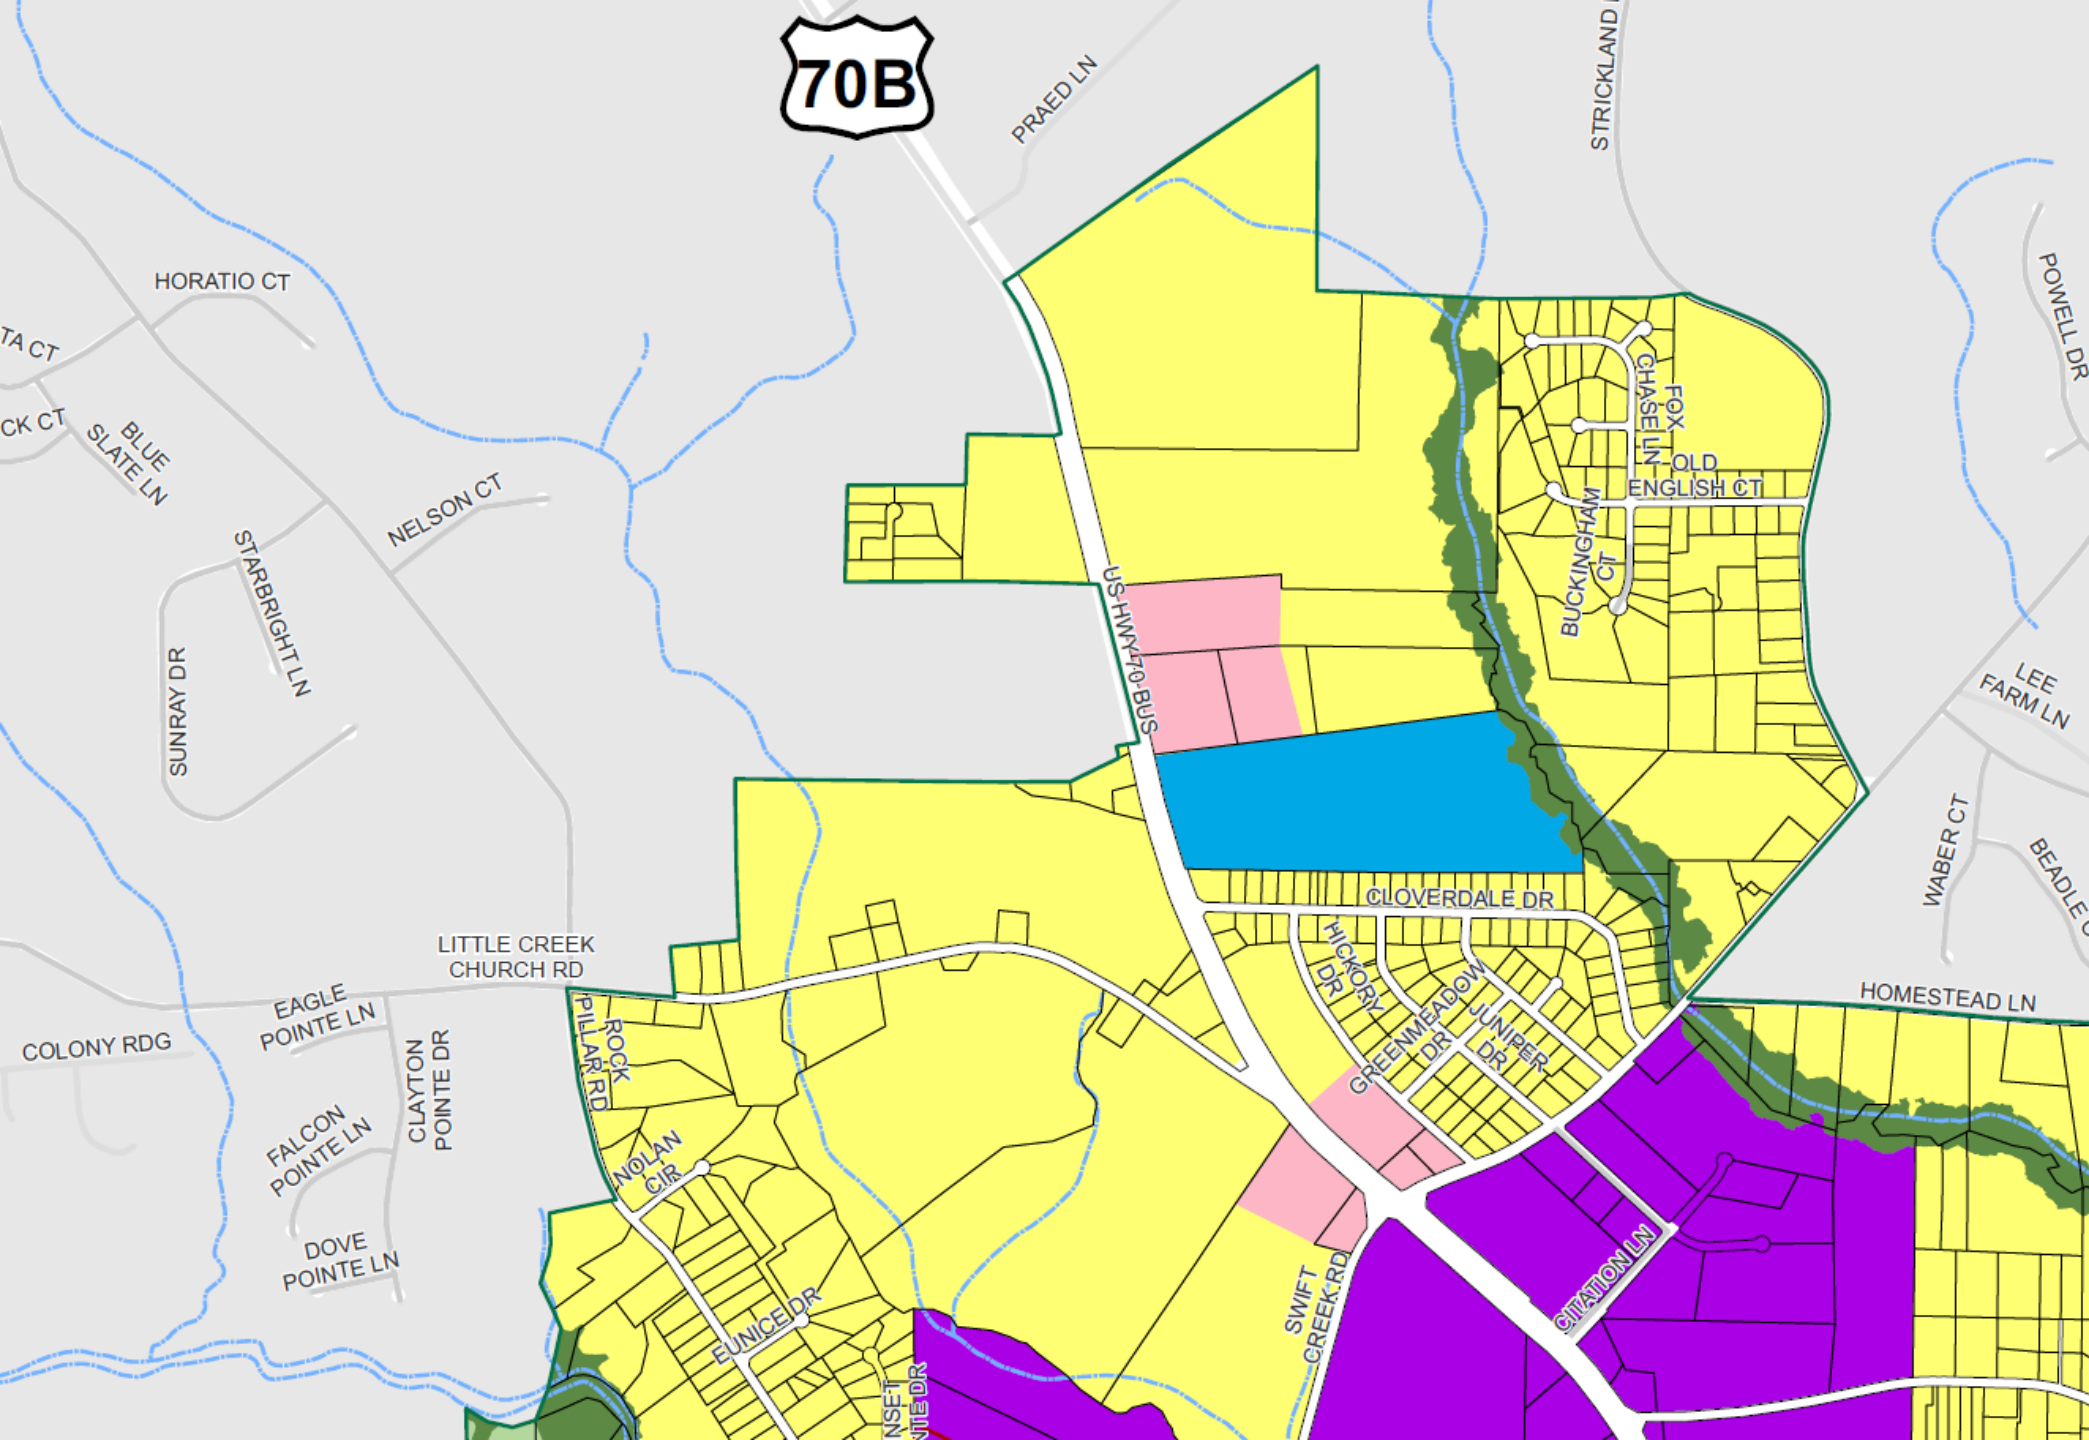 70B
PRAED LN
STRICKLAND
HORATIO CT
POWELL DR
TA CT
CK CT
BLUE
SLATE LN
FOX
CHASE LN
OLD
ENGLISH CT
NELSON CT
BUCKINGHAM
CT
STARBRIGHT LN
US HWY 70 BUS
SUNRAY DR
LEE
FARM LN
WABER CT
BEADLE
CLOVERDALE DR
LITTLE CREEK
CHURCH RD
HICKORY
DR
GREENMEADOW
DR
JUNIPER
DR
HOMESTEAD LN
EAGLE
POINTE LN
ROCK
PILLAR RD
COLONY RDG
CLAYTON
POINTE DR
FALCON
POINTE LN
NOLAN
CIR
DOVE
POINTE LN
SWIFT
CREEK RD
CITATION LN
EUNICE DR
NSET
NTE DR